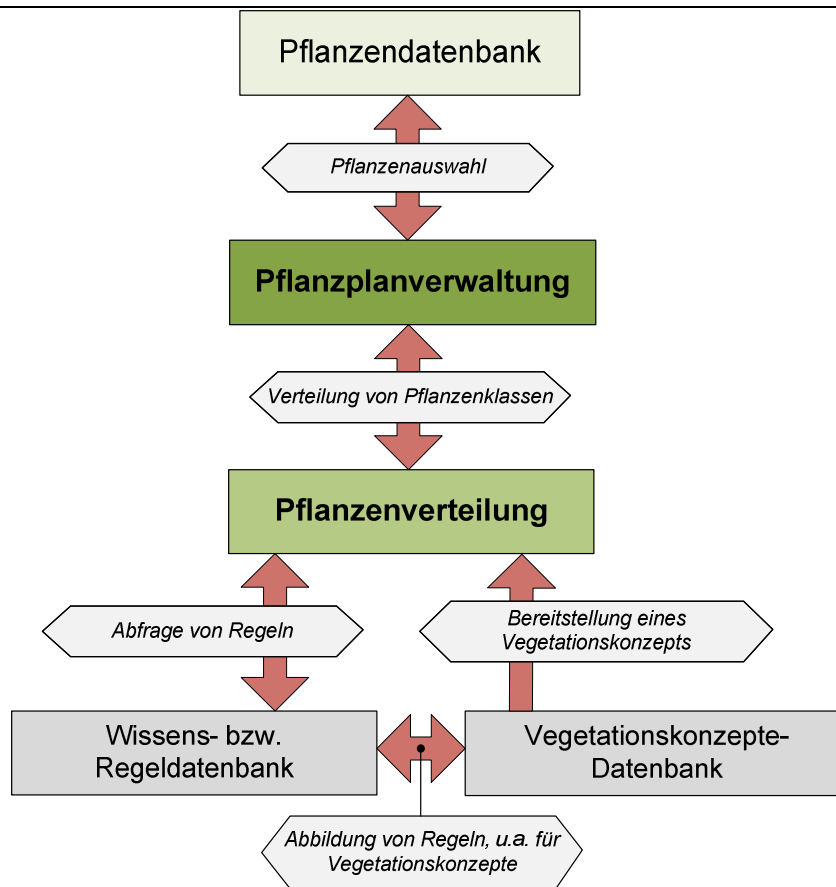 Pflanzendatenbank
Pflanzenauswahl
Pflanzplanverwaltung
Verteilung von Pflanzenklassen
Pflanzenverteilung
Abfrage von Regeln
Bereitstellung eines
Vegetationskonzepts
Wissens- bzw.
Regeldatenbank
Vegetationskonzepte-
Datenbank
Abbildung von Regeln, u.a. für
Vegetationskonzepte